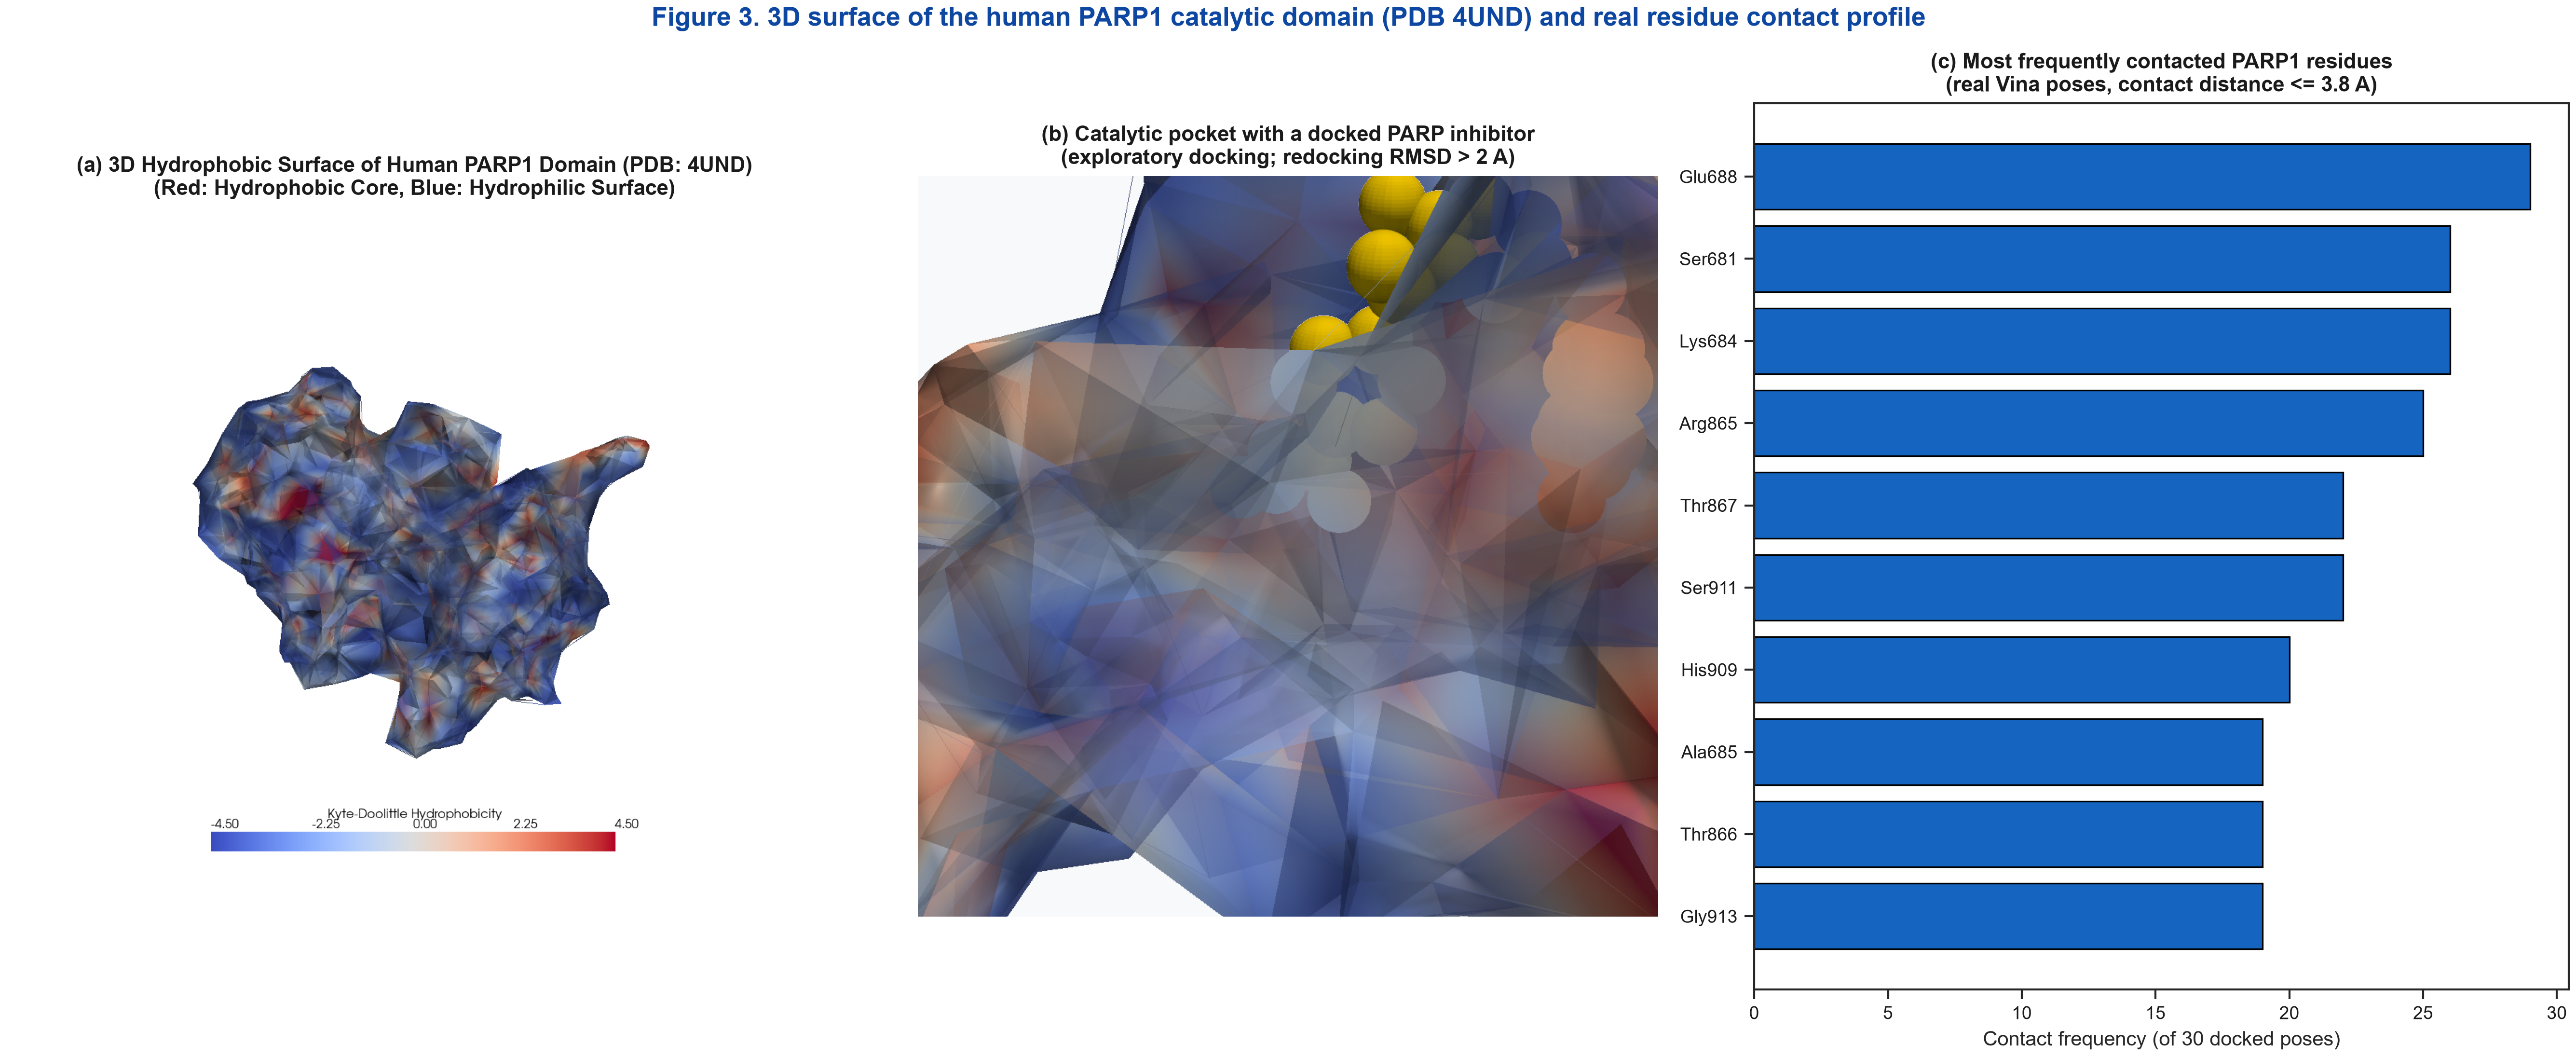 Figure 3. 3D surface of the human PARP1 catalytic domain (PDB 4UND) and real residue contact profile
(a) 3D Hydrophobic Surface of Human PARP1 Domain (PDB: 4UND)
(Red: Hydrophobic Core, Blue: Hydrophilic Surface)
Kyte-Doolittle Hydrophobicity
-4.50 -2.25 0.00 2.25 4.50
(b) Catalytic pocket with a docked PARP inhibitor
(exploratory docking; redocking RMSD > 2 A)
(c) Most frequently contacted PARP1 residues
(real Vina poses, contact distance <= 3.8 A)
Glu688
Ser681
Lys684
Arg865
Thr867
Ser911
His909
Ala685
Thr866
Gly913
0 5 10 15 20 25 30
Contact frequency (of 30 docked poses)